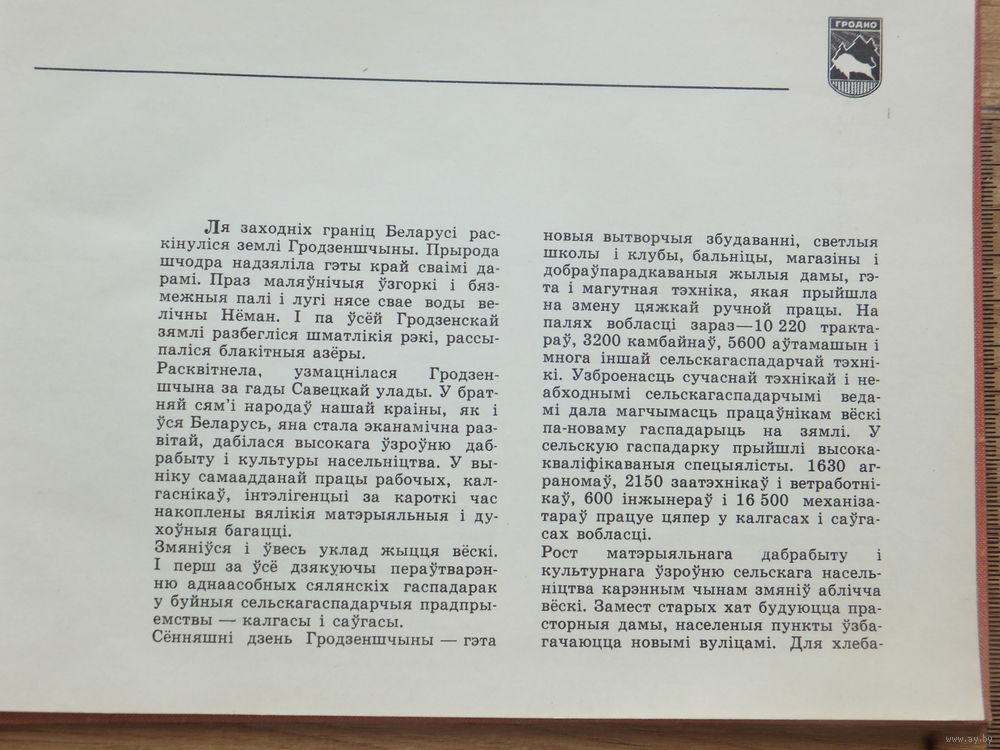 ГРОДНО
Ля заходніх граніц Беларусі рас-
кінуліся землі Гродзеншчыны. Прырода
шчодра надзяліла гэты край сваімі да-
рамі. Праз маляўнічыя ўзгоркі і бяз-
межныя палі і лугі нясе свае воды ве-
лічны Нёман. І па ўсёй Гродзенскай
зямлі разбегліся шматлікія рэкі, рассы-
паліся блакітныя азёры.
Расквітнела, узмацнілася Гродзен-
шчына за гады Савецкай улады. У брат-
няй сям'і народаў нашай краіны, як і
ўся Беларусь, яна стала эканамічна раз-
вітай, дабілася высокага ўзроўню даб-
рабыту і культуры насельніцтва. У вы-
ніку самаадданай працы рабочых, кал-
гаснікаў, інтэлігенцыі за кароткі час
накоплены вялікія матэрыяльныя і ду-
хоўныя багацці.
Змяніўся і ўвесь уклад жыцця вёскі.
І перш за ўсё дзякуючы пераўтварэн-
ню аднаасобных сялянскіх гаспадарак
у буйныя сельскагаспадарчыя прадпры-
емствы — калгасы і саўгасы.
Сённяшні дзень Гродзеншчыны — гэта
новыя вытворчыя збудаванні, светлыя
школы і клубы, бальніцы, магазіны і
добраўпарадкаваныя жылыя дамы, гэ-
та і магутная тэхніка, якая прыйшла
на змену цяжкай ручной працы. На
палях вобласці зараз—10 220 тракта-
раў, 3200 камбайнаў, 5600 аўтамашын і
многа іншай сельскагаспадарчай тэхні-
кі. Узброенасць сучаснай тэхнікай і не-
абходнымі сельскагаспадарчымі веда-
мі дала магчымасць працаўнікам вёскі
па-новаму гаспадарыць на зямлі. У
сельскую гаспадарку прыйшлі высока-
кваліфікаваныя спецыялісты. 1630 аг-
раномаў, 2150 заатэхнікаў і ветработні-
каў, 600 інжынераў і 16 500 механіза-
тараў працуе цяпер у калгасах і саўга-
сах вобласці.
Рост матэрыяльнага дабрабыту і
культурнага ўзроўню сельскага насель-
ніцтва карэнным чынам змяніў аблічча
вёскі. Замест старых хат будуюцца пра-
сторныя дамы, населеныя пункты ўзба-
гачаюцца новымі вуліцамі. Для хлеба-
www.ay.by